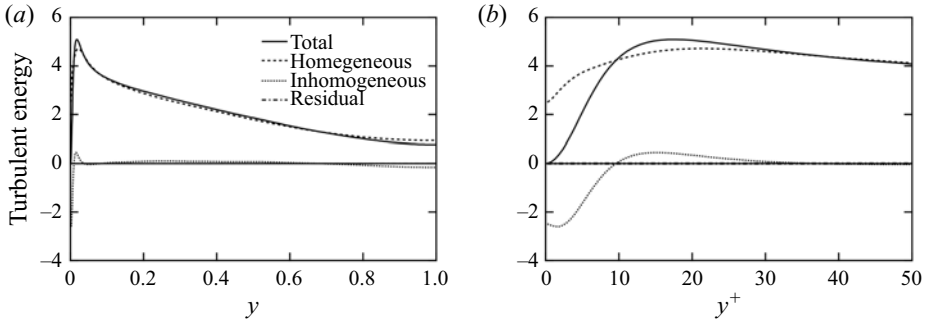 (a)
6
4
2
0
−2
−4
Turbulent energy
Total
Homegeneous
Inhomogeneous
Residual
0
0.2
0.4
0.6
0.8
1.0
y
(b)
6
4
2
0
−2
−4
0
10
20
30
40
50
y+